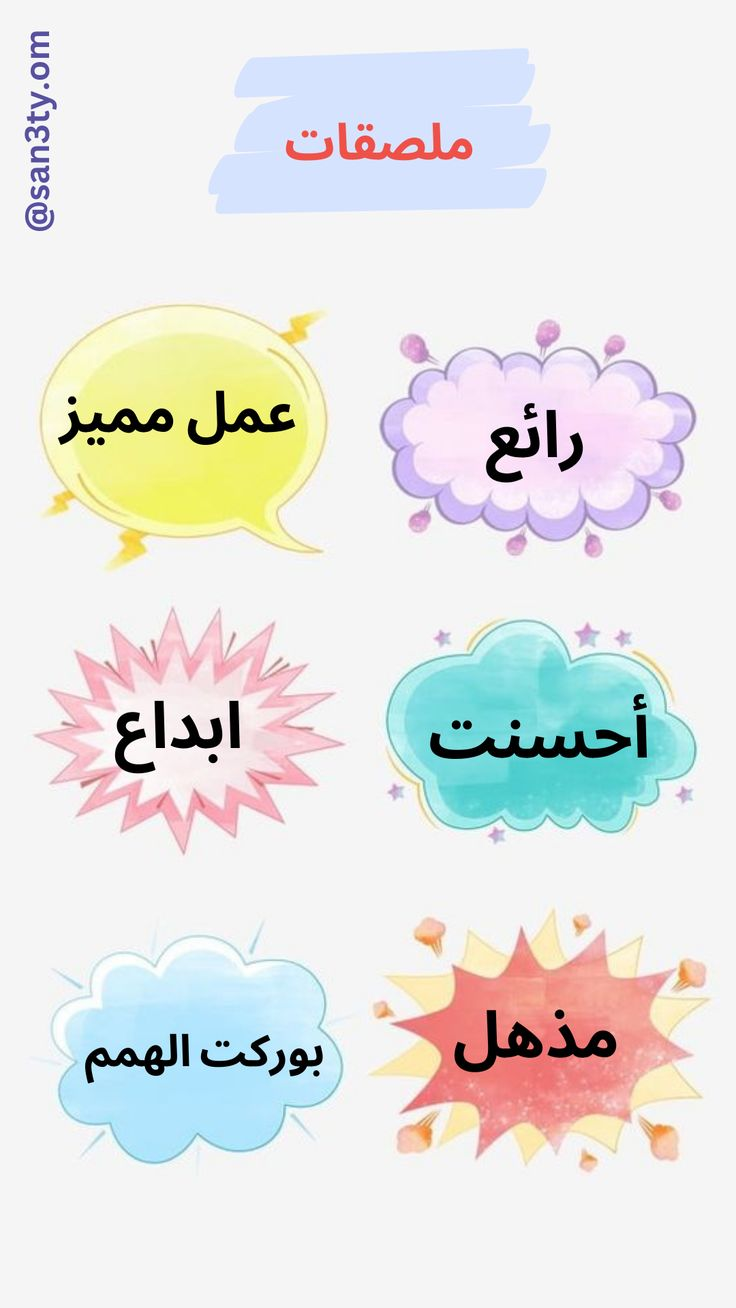 @san3ty.om
ملصقات
رائع
عمل مميز
أحسنت
ابداع
مذهل
بوركت الهمم